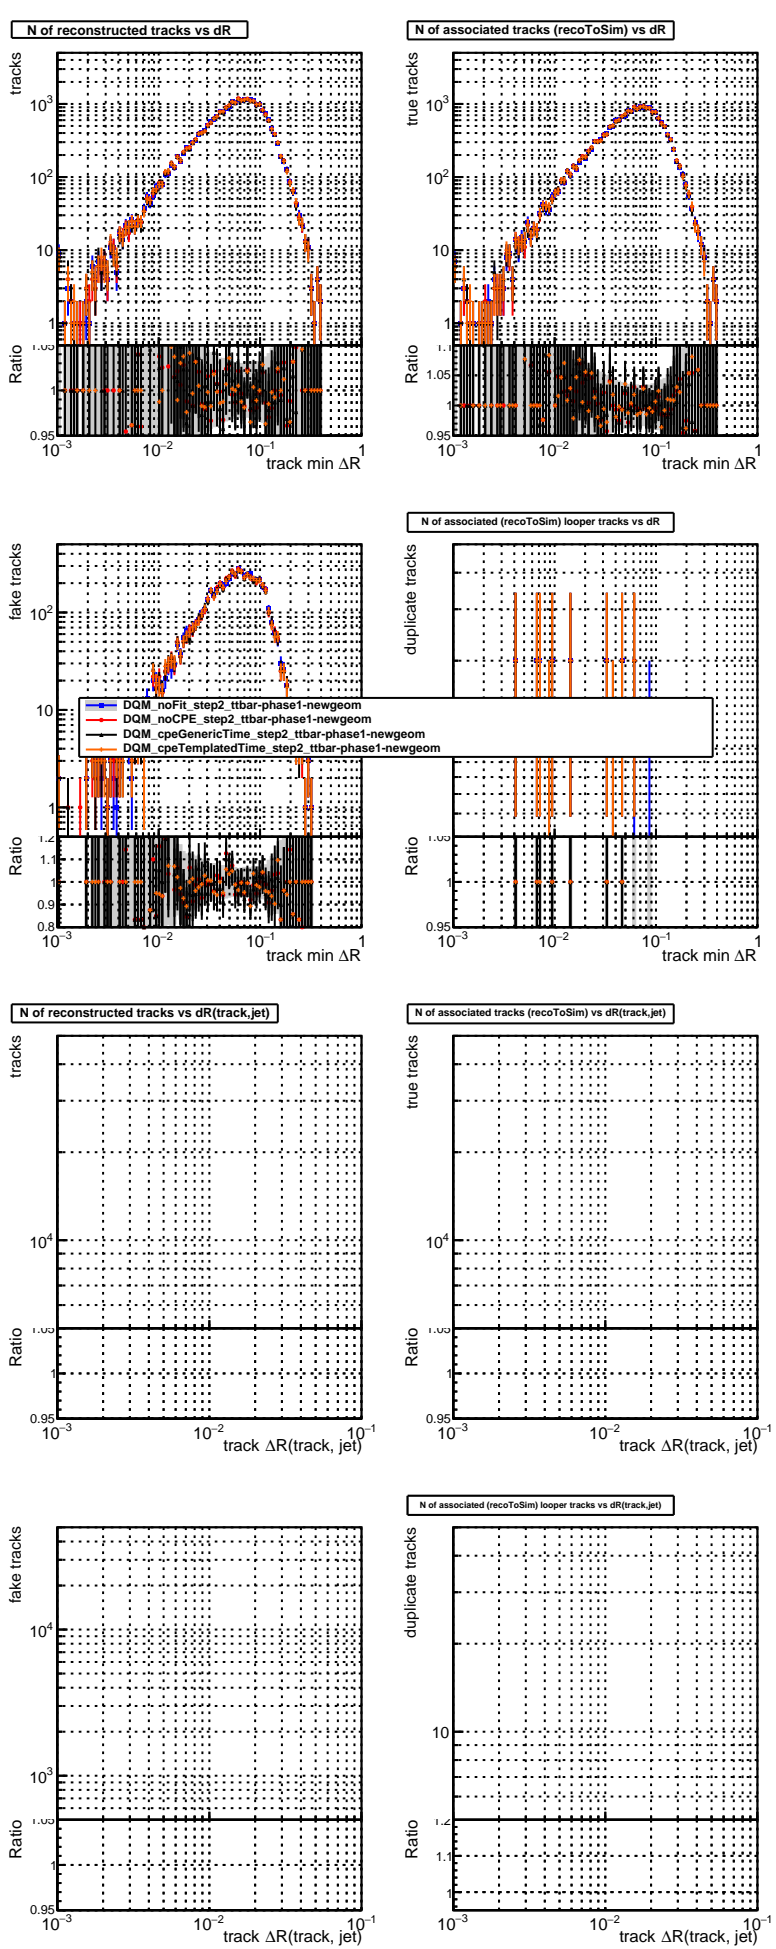 N of reconstructed tracks vs dR
tracks
10³
10²
10
1
Ratio
1.05
1
0.95
10⁻³ 10⁻² 10⁻¹ 1
track min ΔR
N of associated tracks (recoToSim) vs dR
true tracks
10³
10²
10
1
Ratio
1.1
1.05
1
0.95
10⁻³ 10⁻² 10⁻¹ 1
track min ΔR
fake tracks
10²
10
1
Ratio
1.2
1.1
1
0.9
0.8
10⁻³ 10⁻² 10⁻¹ 1
track min ΔR
N of associated (recoToSim) looper tracks vs dR
duplicate tracks
Ratio
1.05
1
0.95
10⁻³ 10⁻² 10⁻¹ 1
track min ΔR
DQM_noFit_step2_ttbar-phase1-newgeom
DQM_noCPE_step2_ttbar-phase1-newgeom
DQM_cpeGenericTime_step2_ttbar-phase1-newgeom
DQM_cpeTemplatedTime_step2_ttbar-phase1-newgeom
N of reconstructed tracks vs dR(track,jet)
tracks
10⁴
Ratio
1.05
1
0.95
10⁻³ 10⁻² 10⁻¹
track ΔR(track, jet)
N of associated tracks (recoToSim) vs dR(track,jet)
true tracks
10⁴
Ratio
1.05
1
0.95
10⁻³ 10⁻² 10⁻¹
track ΔR(track, jet)
fake tracks
10⁴
10³
Ratio
1.05
1
0.95
10⁻³ 10⁻² 10⁻¹
track ΔR(track, jet)
N of associated (recoToSim) looper tracks vs dR(track,jet)
duplicate tracks
10
Ratio
1.2
1.1
1
10⁻³ 10⁻² 10⁻¹
track ΔR(track, jet)